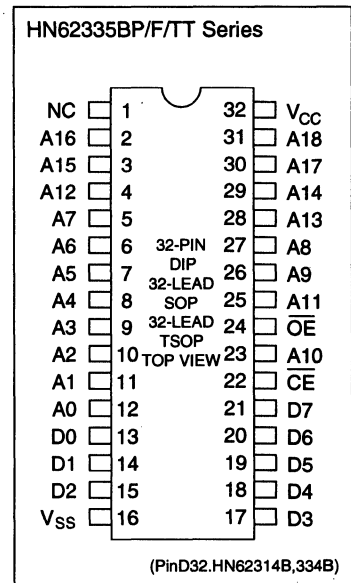 HN62335BP/F/TT Series
NC 1 32 V_CC
A16 2 31 A18
A15 3 30 A17
A12 4 29 A14
A7 5 28 A13
A6 6 32-PIN 27 A8
DIP
A5 7 26 A9
32-LEAD
A4 8 25 A11
SOP
A3 9 32-LEAD 24 O̅E̅
TSOP
A2 10 TOP VIEW 23 A10
A1 11 22 C̅E̅
A0 12 21 D7
D0 13 20 D6
D1 14 19 D5
D2 15 18 D4
V_SS 16 17 D3
(PinD32.HN62314B,334B)